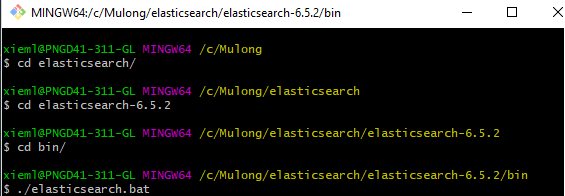 MINGW64:/c/Mulong/elasticsearch/elasticsearch-6.5.2/bin
xieml@PNGD41-311-GL MINGW64 /c/Mulong
$ cd elasticsearch/
xieml@PNGD41-311-GL MINGW64 /c/Mulong/elasticsearch
$ cd elasticsearch-6.5.2
xieml@PNGD41-311-GL MINGW64 /c/Mulong/elasticsearch/elasticsearch-6.5.2
$ cd bin/
xieml@PNGD41-311-GL MINGW64 /c/Mulong/elasticsearch/elasticsearch-6.5.2/bin
$ ./elasticsearch.bat